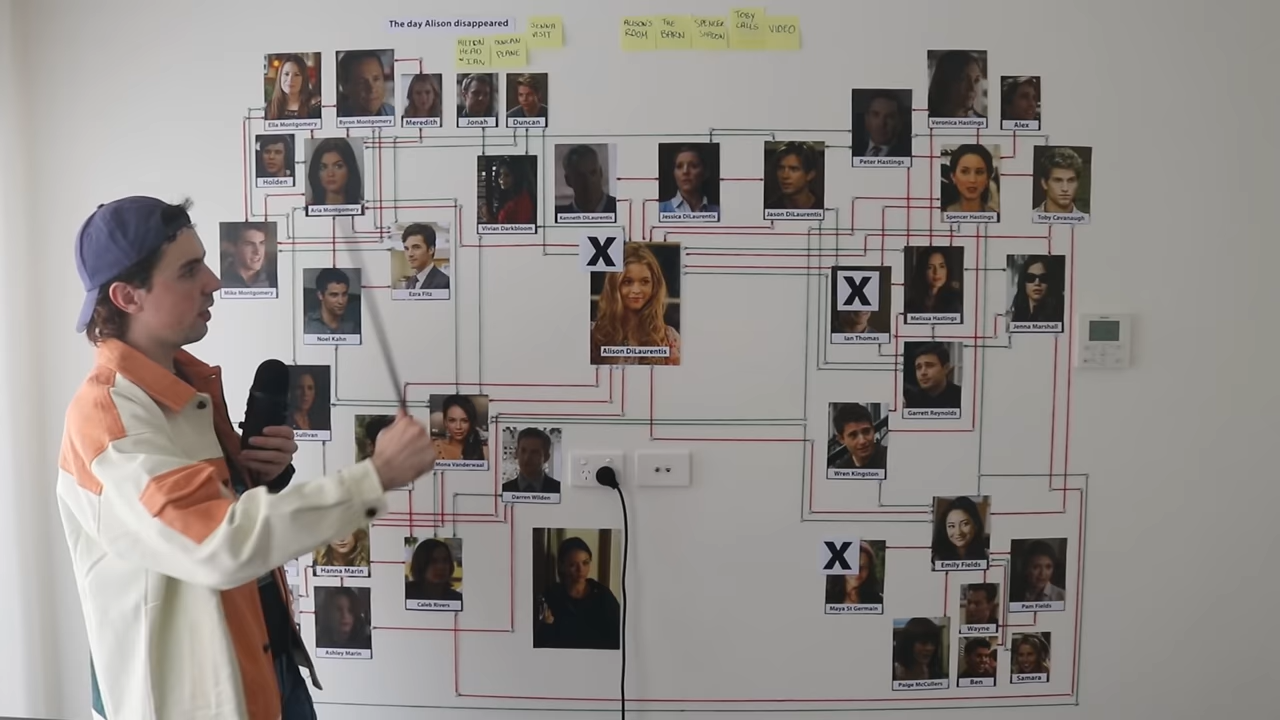 The day Alison disappeared
JENNA
VISIT
HILTON
HEAD
w IAN
DUNCAN
PLANE
ALISON'S
ROOM
THE
BARN
SPENCER
TOBY
CALLS
VIDEO
Ella Montgomery
Byron Montgomery
Meredith
Jonah
Duncan
Veronica Hastings
Alex
Peter Hastings
Holden
Aria Montgomery
Vivian Darkbloom
Kenneth DiLaurentis
Jessica DiLaurentis
Jason DiLaurentis
Spencer Hastings
Toby Cavanaugh
Mike Montgomery
Ezra Fitz
X
X
Noel Kahn
Alison DiLaurentis
Ian Thomas
Melissa Hastings
Jenna Marshall
Garrett Reynolds
Sullivan
Mona Vanderwaal
Darren Wilden
Wren Kingston
X
Hanna Marin
Caleb Rivers
Emily Fields
Maya St Germain
Pam Fields
Wayne
Ashley Marin
Paige McCullers
Ben
Samara